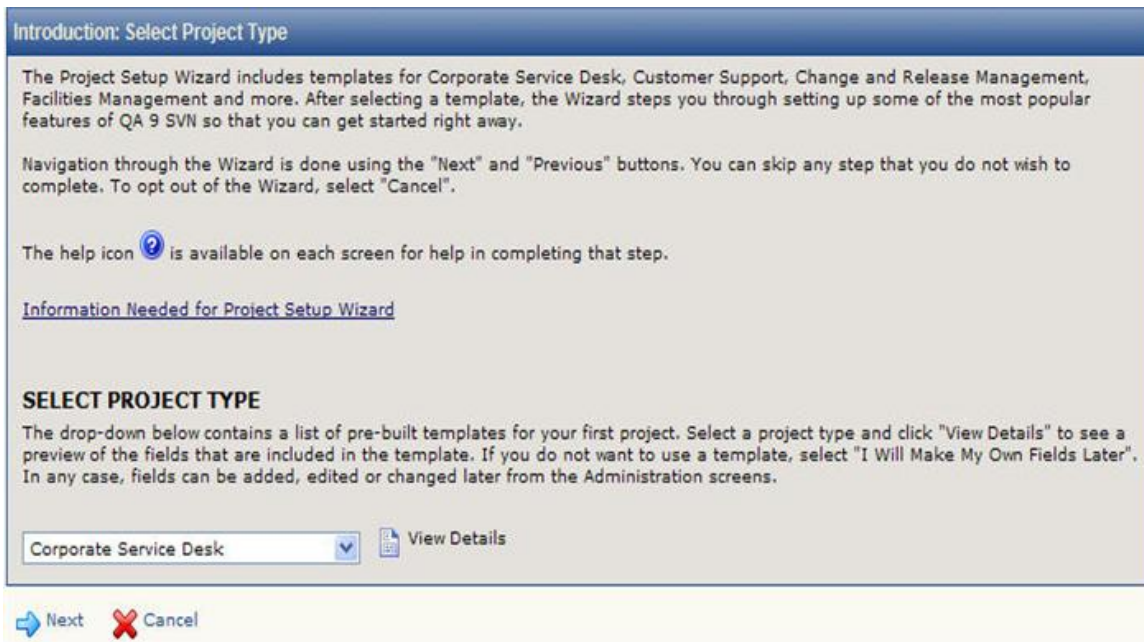 Introduction: Select Project Type
The Project Setup Wizard includes templates for Corporate Service Desk, Customer Support, Change and Release Management,
Facilities Management and more. After selecting a template, the Wizard steps you through setting up some of the most popular
features of QA 9 SVN so that you can get started right away.
Navigation through the Wizard is done using the "Next" and "Previous" buttons. You can skip any step that you do not wish to
complete. To opt out of the Wizard, select "Cancel".
The help icon ? is available on each screen for help in completing that step.
Information Needed for Project Setup Wizard
SELECT PROJECT TYPE
The drop-down below contains a list of pre-built templates for your first project. Select a project type and click "View Details" to see a
preview of the fields that are included in the template. If you do not want to use a template, select "I Will Make My Own Fields Later".
In any case, fields can be added, edited or changed later from the Administration screens.
Corporate Service Desk View Details
Next Cancel